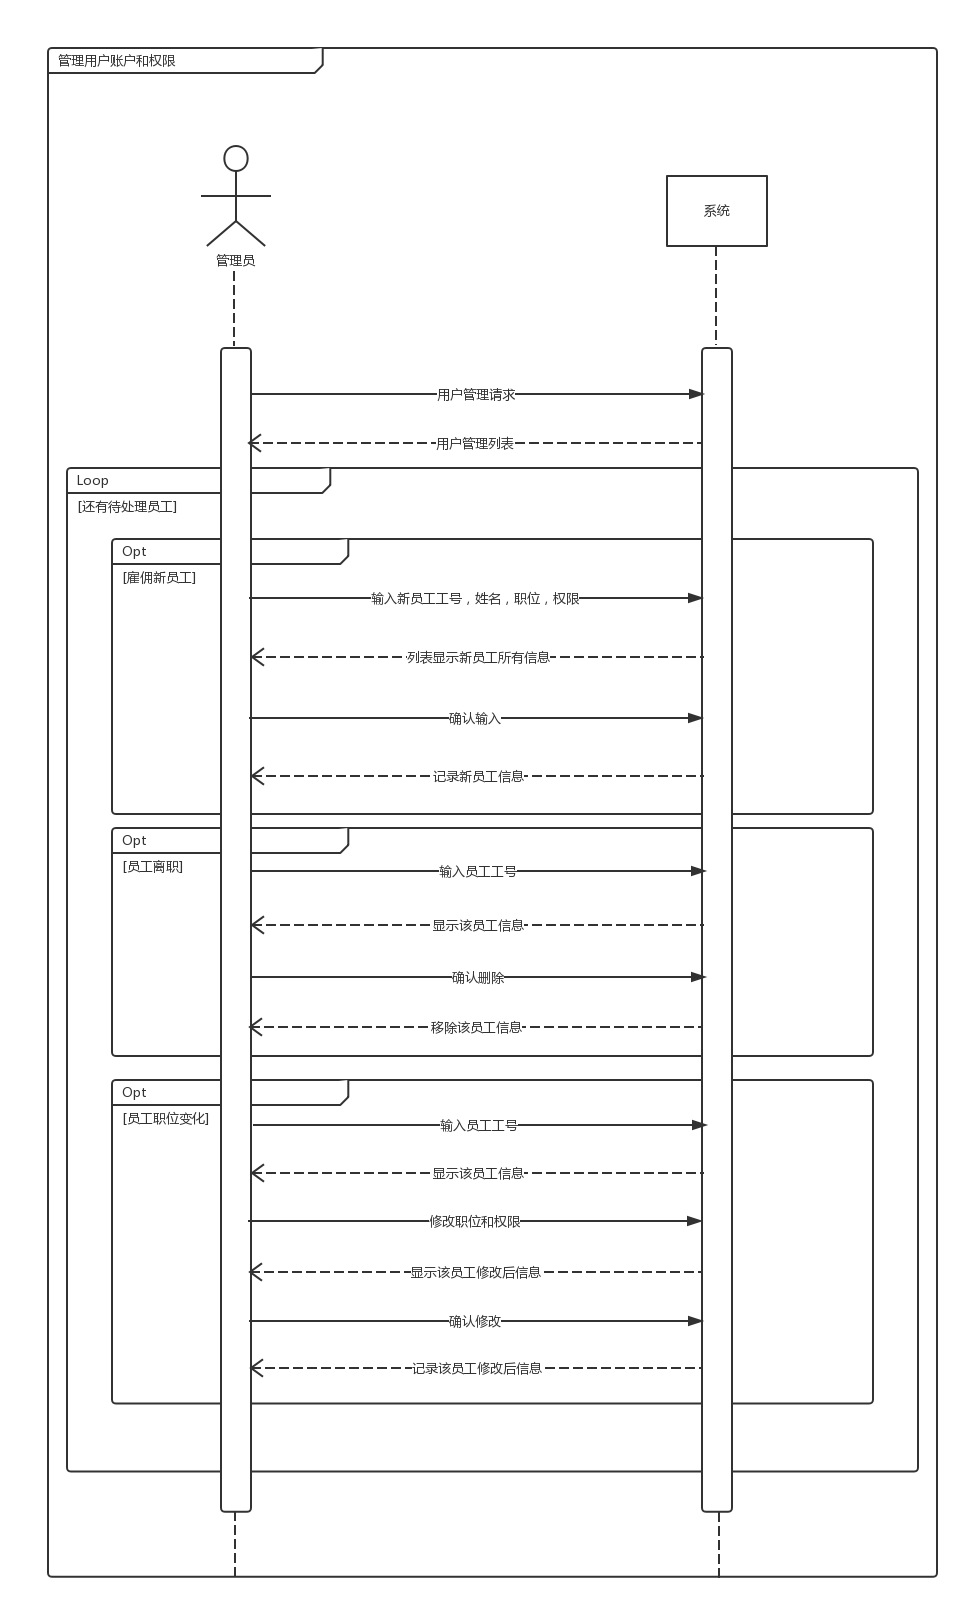 管理用户账户和权限
系统
管理员
用户管理请求
用户管理列表
Loop
[还有待处理员工]
Opt
[雇佣新员工]
输入新员工工号，姓名，职位，权限
列表显示新员工所有信息
确认输入
记录新员工信息
Opt
[员工离职]
输入员工工号
显示该员工信息
确认删除
移除该员工信息
Opt
[员工职位变化]
输入员工工号
显示该员工信息
修改职位和权限
显示该员工修改后信息
确认修改
记录该员工修改后信息